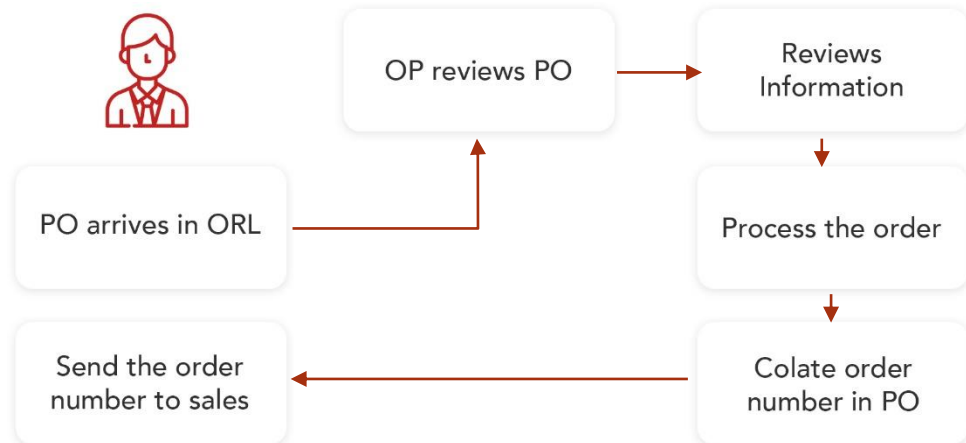 PO arrives in ORL
OP reviews PO
Reviews
Information
Process the order
Colate order
number in PO
Send the order
number to sales